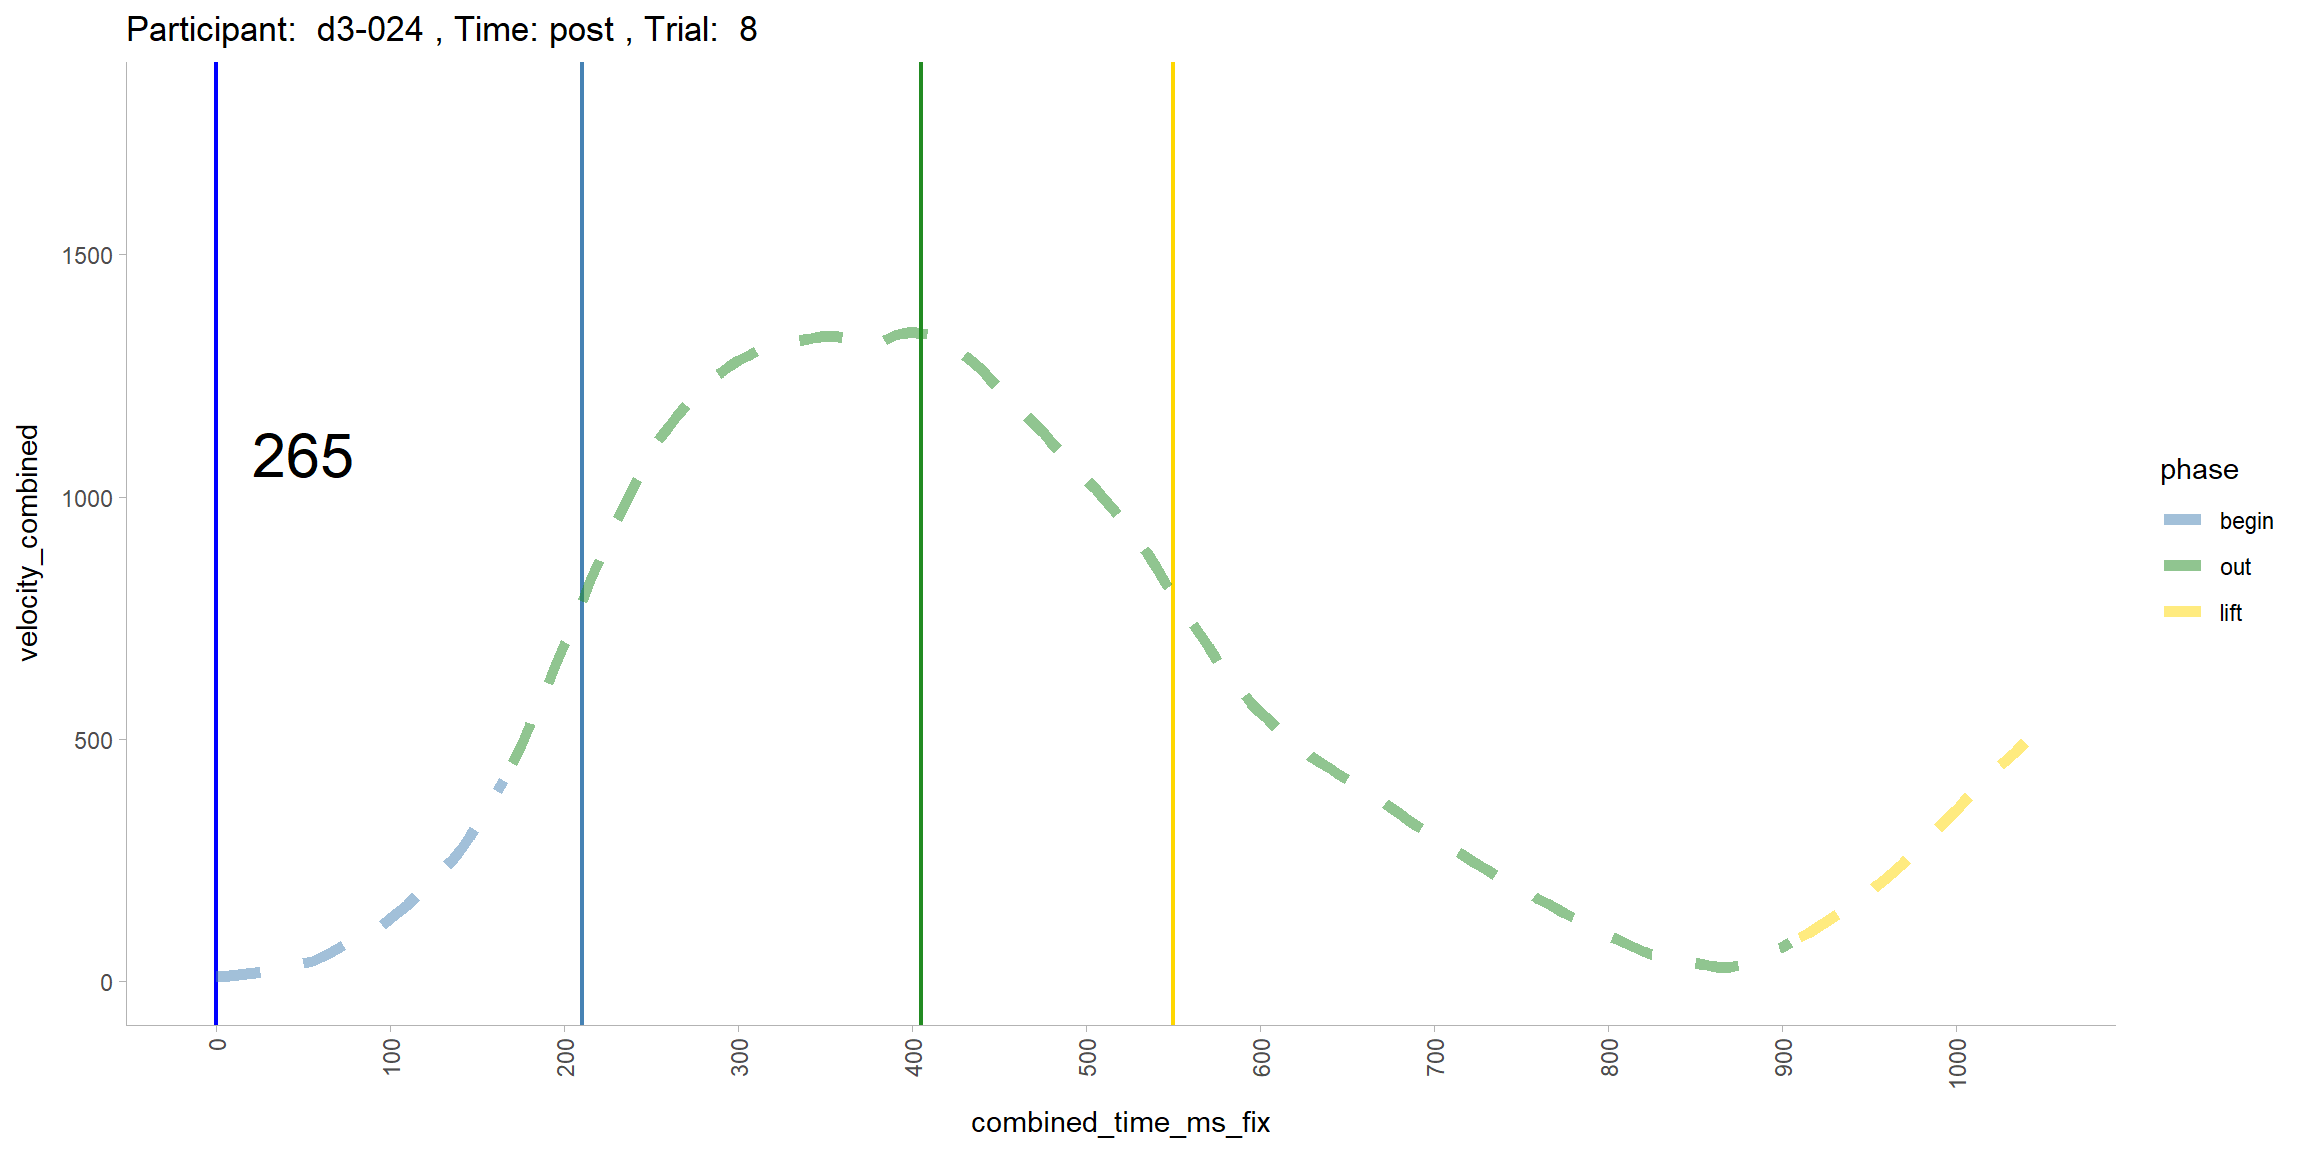 Participant:  d3-024 , Time: post , Trial:  8
velocity_combined
1500
1000
500
0
265
0
100
200
300
400
500
600
700
800
900
1000
combined_time_ms_fix
phase
begin
out
lift